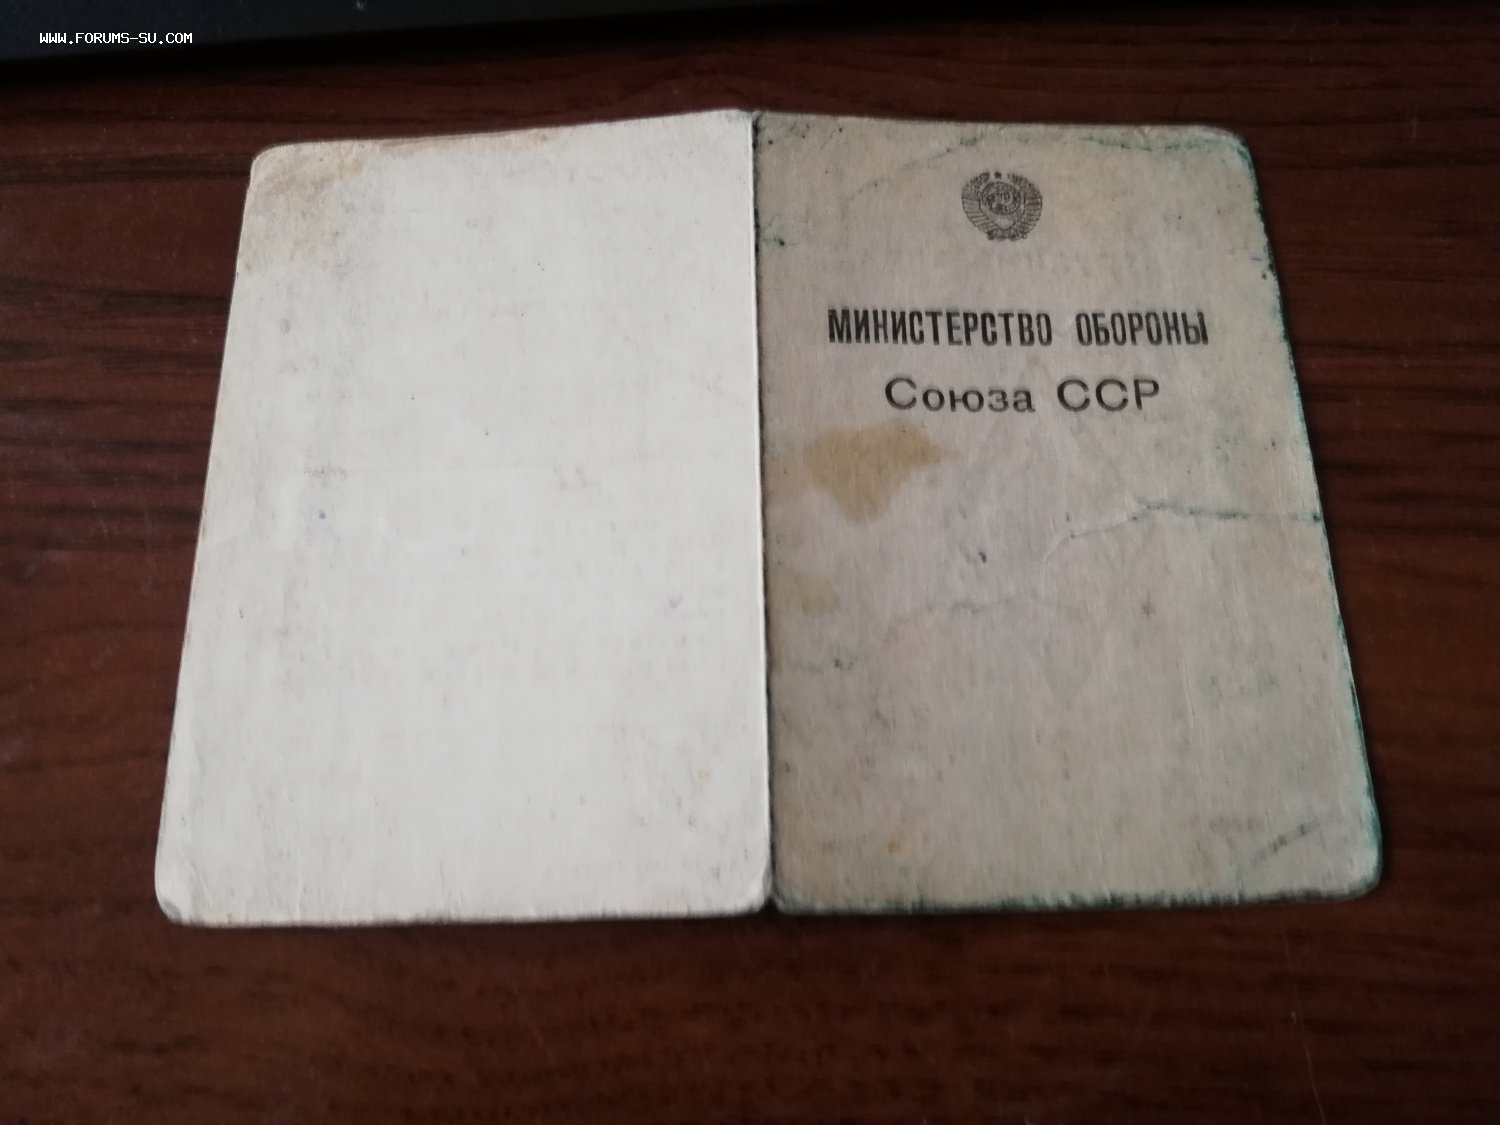 WWW.FORUMS-SU.COM
МИНИСТЕРСТВО ОБОРОНЫ
Союза ССР